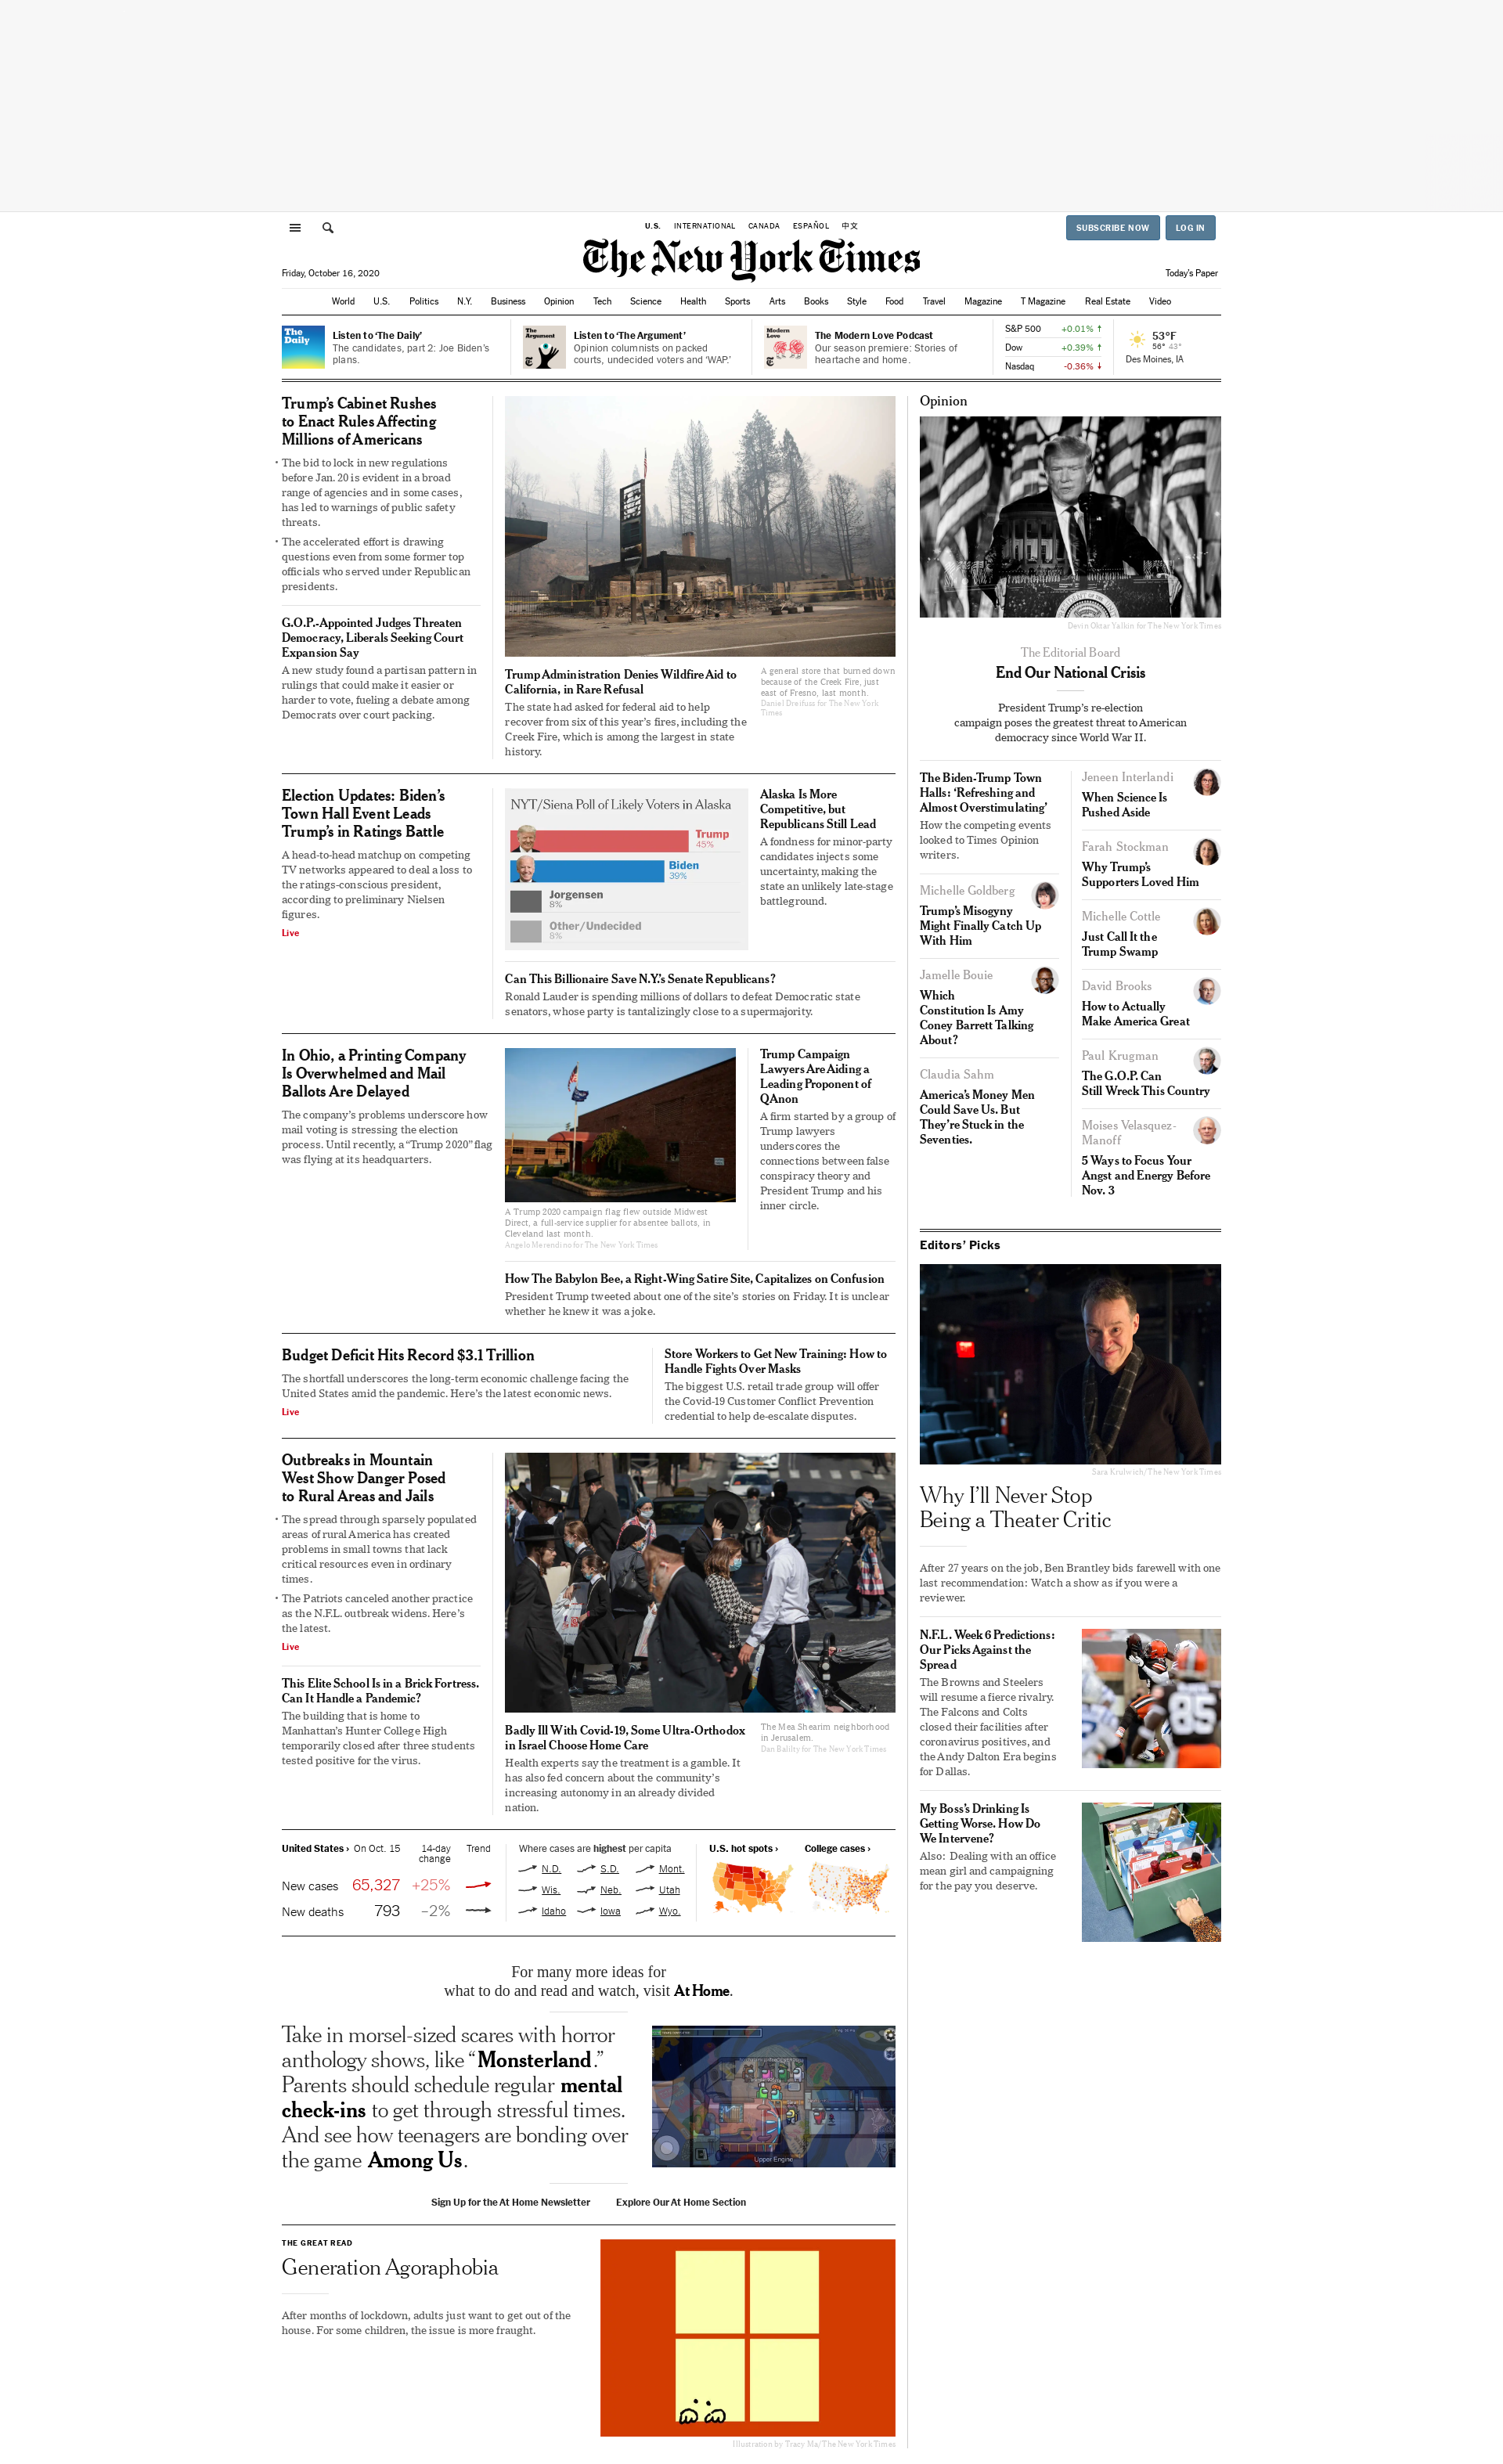 U.S. INTERNATIONAL CANADA ESPAÑOL 中文
SUBSCRIBE NOW LOG IN
The New York Times
Friday, October 16, 2020
Today's Paper
World U.S. Politics N.Y. Business Opinion Tech Science Health Sports Arts Books Style Food Travel Magazine T Magazine Real Estate Video
The Daily
Listen to ‘The Daily’
The candidates, part 2: Joe Biden’s
plans.
The Argument
Listen to ‘The Argument’
Opinion columnists on packed
courts, undecided voters and ‘WAP.’
Modern Love
The Modern Love Podcast
Our season premiere: Stories of
heartache and home.
S&P 500 +0.01% ↑
Dow +0.39% ↑
Nasdaq -0.36% ↓
53°F
56° 43°
Des Moines, IA
Trump’s Cabinet Rushes
to Enact Rules Affecting
Millions of Americans
• The bid to lock in new regulations
before Jan. 20 is evident in a broad
range of agencies and in some cases,
has led to warnings of public safety
threats.
• The accelerated effort is drawing
questions even from some former top
officials who served under Republican
presidents.
G.O.P.-Appointed Judges Threaten
Democracy, Liberals Seeking Court
Expansion Say
A new study found a partisan pattern in
rulings that could make it easier or
harder to vote, fueling a debate among
Democrats over court packing.
Trump Administration Denies Wildfire Aid to
California, in Rare Refusal
The state had asked for federal aid to help
recover from six of this year’s fires, including the
Creek Fire, which is among the largest in state
history.
A general store that burned down
because of the Creek Fire, just
east of Fresno, last month.
Daniel Dreifuss for The New York
Times
Election Updates: Biden’s
Town Hall Event Leads
Trump’s in Ratings Battle
A head-to-head matchup on competing
TV networks appeared to deal a loss to
the ratings-conscious president,
according to preliminary Nielsen
figures.
Live
NYT/Siena Poll of Likely Voters in Alaska
Trump
45%
Biden
39%
Jorgensen
8%
Other/Undecided
8%
Alaska Is More
Competitive, but
Republicans Still Lead
A fondness for minor-party
candidates injects some
uncertainty, making the
state an unlikely late-stage
battleground.
Can This Billionaire Save N.Y.’s Senate Republicans?
Ronald Lauder is spending millions of dollars to defeat Democratic state
senators, whose party is tantalizingly close to a supermajority.
In Ohio, a Printing Company
Is Overwhelmed and Mail
Ballots Are Delayed
The company’s problems underscore how
mail voting is stressing the election
process. Until recently, a “Trump 2020” flag
was flying at its headquarters.
A Trump 2020 campaign flag flew outside Midwest
Direct, a full-service supplier for absentee ballots, in
Cleveland last month.
Angelo Merendino for The New York Times
Trump Campaign
Lawyers Are Aiding a
Leading Proponent of
QAnon
A firm started by a group of
Trump lawyers
underscores the
connections between false
conspiracy theory and
President Trump and his
inner circle.
How The Babylon Bee, a Right-Wing Satire Site, Capitalizes on Confusion
President Trump tweeted about one of the site’s stories on Friday. It is unclear
whether he knew it was a joke.
Budget Deficit Hits Record $3.1 Trillion
The shortfall underscores the long-term economic challenge facing the
United States amid the pandemic. Here’s the latest economic news.
Live
Store Workers to Get New Training: How to
Handle Fights Over Masks
The biggest U.S. retail trade group will offer
the Covid-19 Customer Conflict Prevention
credential to help de-escalate disputes.
Outbreaks in Mountain
West Show Danger Posed
to Rural Areas and Jails
• The spread through sparsely populated
areas of rural America has created
problems in small towns that lack
critical resources even in ordinary
times.
• The Patriots canceled another practice
as the N.F.L. outbreak widens. Here’s
the latest.
Live
This Elite School Is in a Brick Fortress.
Can It Handle a Pandemic?
The building that is home to
Manhattan’s Hunter College High
temporarily closed after three students
tested positive for the virus.
Badly Ill With Covid-19, Some Ultra-Orthodox
in Israel Choose Home Care
Health experts say the treatment is a gamble. It
has also fed concern about the community’s
increasing autonomy in an already divided
nation.
The Mea Shearim neighborhood
in Jerusalem.
Dan Balilty for The New York Times
United States › On Oct. 15 14-day
change Trend
New cases 65,327 +25%
New deaths 793 –2%
Where cases are highest per capita
N.D. S.D. Mont.
Wis. Neb. Utah
Idaho Iowa Wyo.
U.S. hot spots › College cases ›
For many more ideas for
what to do and read and watch, visit At Home.
Take in morsel-sized scares with horror
anthology shows, like “Monsterland.”
Parents should schedule regular mental
check-ins to get through stressful times.
And see how teenagers are bonding over
the game Among Us.
Upper Engine
Sign Up for the At Home Newsletter Explore Our At Home Section
THE GREAT READ
Generation Agoraphobia
After months of lockdown, adults just want to get out of the
house. For some children, the issue is more fraught.
Illustration by Tracy Ma/The New York Times
Opinion
Devin Oktar Yalkin for The New York Times
The Editorial Board
End Our National Crisis
President Trump’s re-election
campaign poses the greatest threat to American
democracy since World War II.
The Biden-Trump Town
Halls: ‘Refreshing and
Almost Overstimulating’
How the competing events
looked to Times Opinion
writers.
Michelle Goldberg
Trump’s Misogyny
Might Finally Catch Up
With Him
Jamelle Bouie
Which
Constitution Is Amy
Coney Barrett Talking
About?
Claudia Sahm
America’s Money Men
Could Save Us. But
They’re Stuck in the
Seventies.
Jeneen Interlandi
When Science Is
Pushed Aside
Farah Stockman
Why Trump’s
Supporters Loved Him
Michelle Cottle
Just Call It the
Trump Swamp
David Brooks
How to Actually
Make America Great
Paul Krugman
The G.O.P. Can
Still Wreck This Country
Moises Velasquez-
Manoff
5 Ways to Focus Your
Angst and Energy Before
Nov. 3
Editors’ Picks
Sara Krulwich/The New York Times
Why I’ll Never Stop
Being a Theater Critic
After 27 years on the job, Ben Brantley bids farewell with one
last recommendation: Watch a show as if you were a
reviewer.
N.F.L. Week 6 Predictions:
Our Picks Against the
Spread
The Browns and Steelers
will resume a fierce rivalry.
The Falcons and Colts
closed their facilities after
coronavirus positives, and
the Andy Dalton Era begins
for Dallas.
85
My Boss’s Drinking Is
Getting Worse. How Do
We Intervene?
Also: Dealing with an office
mean girl and campaigning
for the pay you deserve.